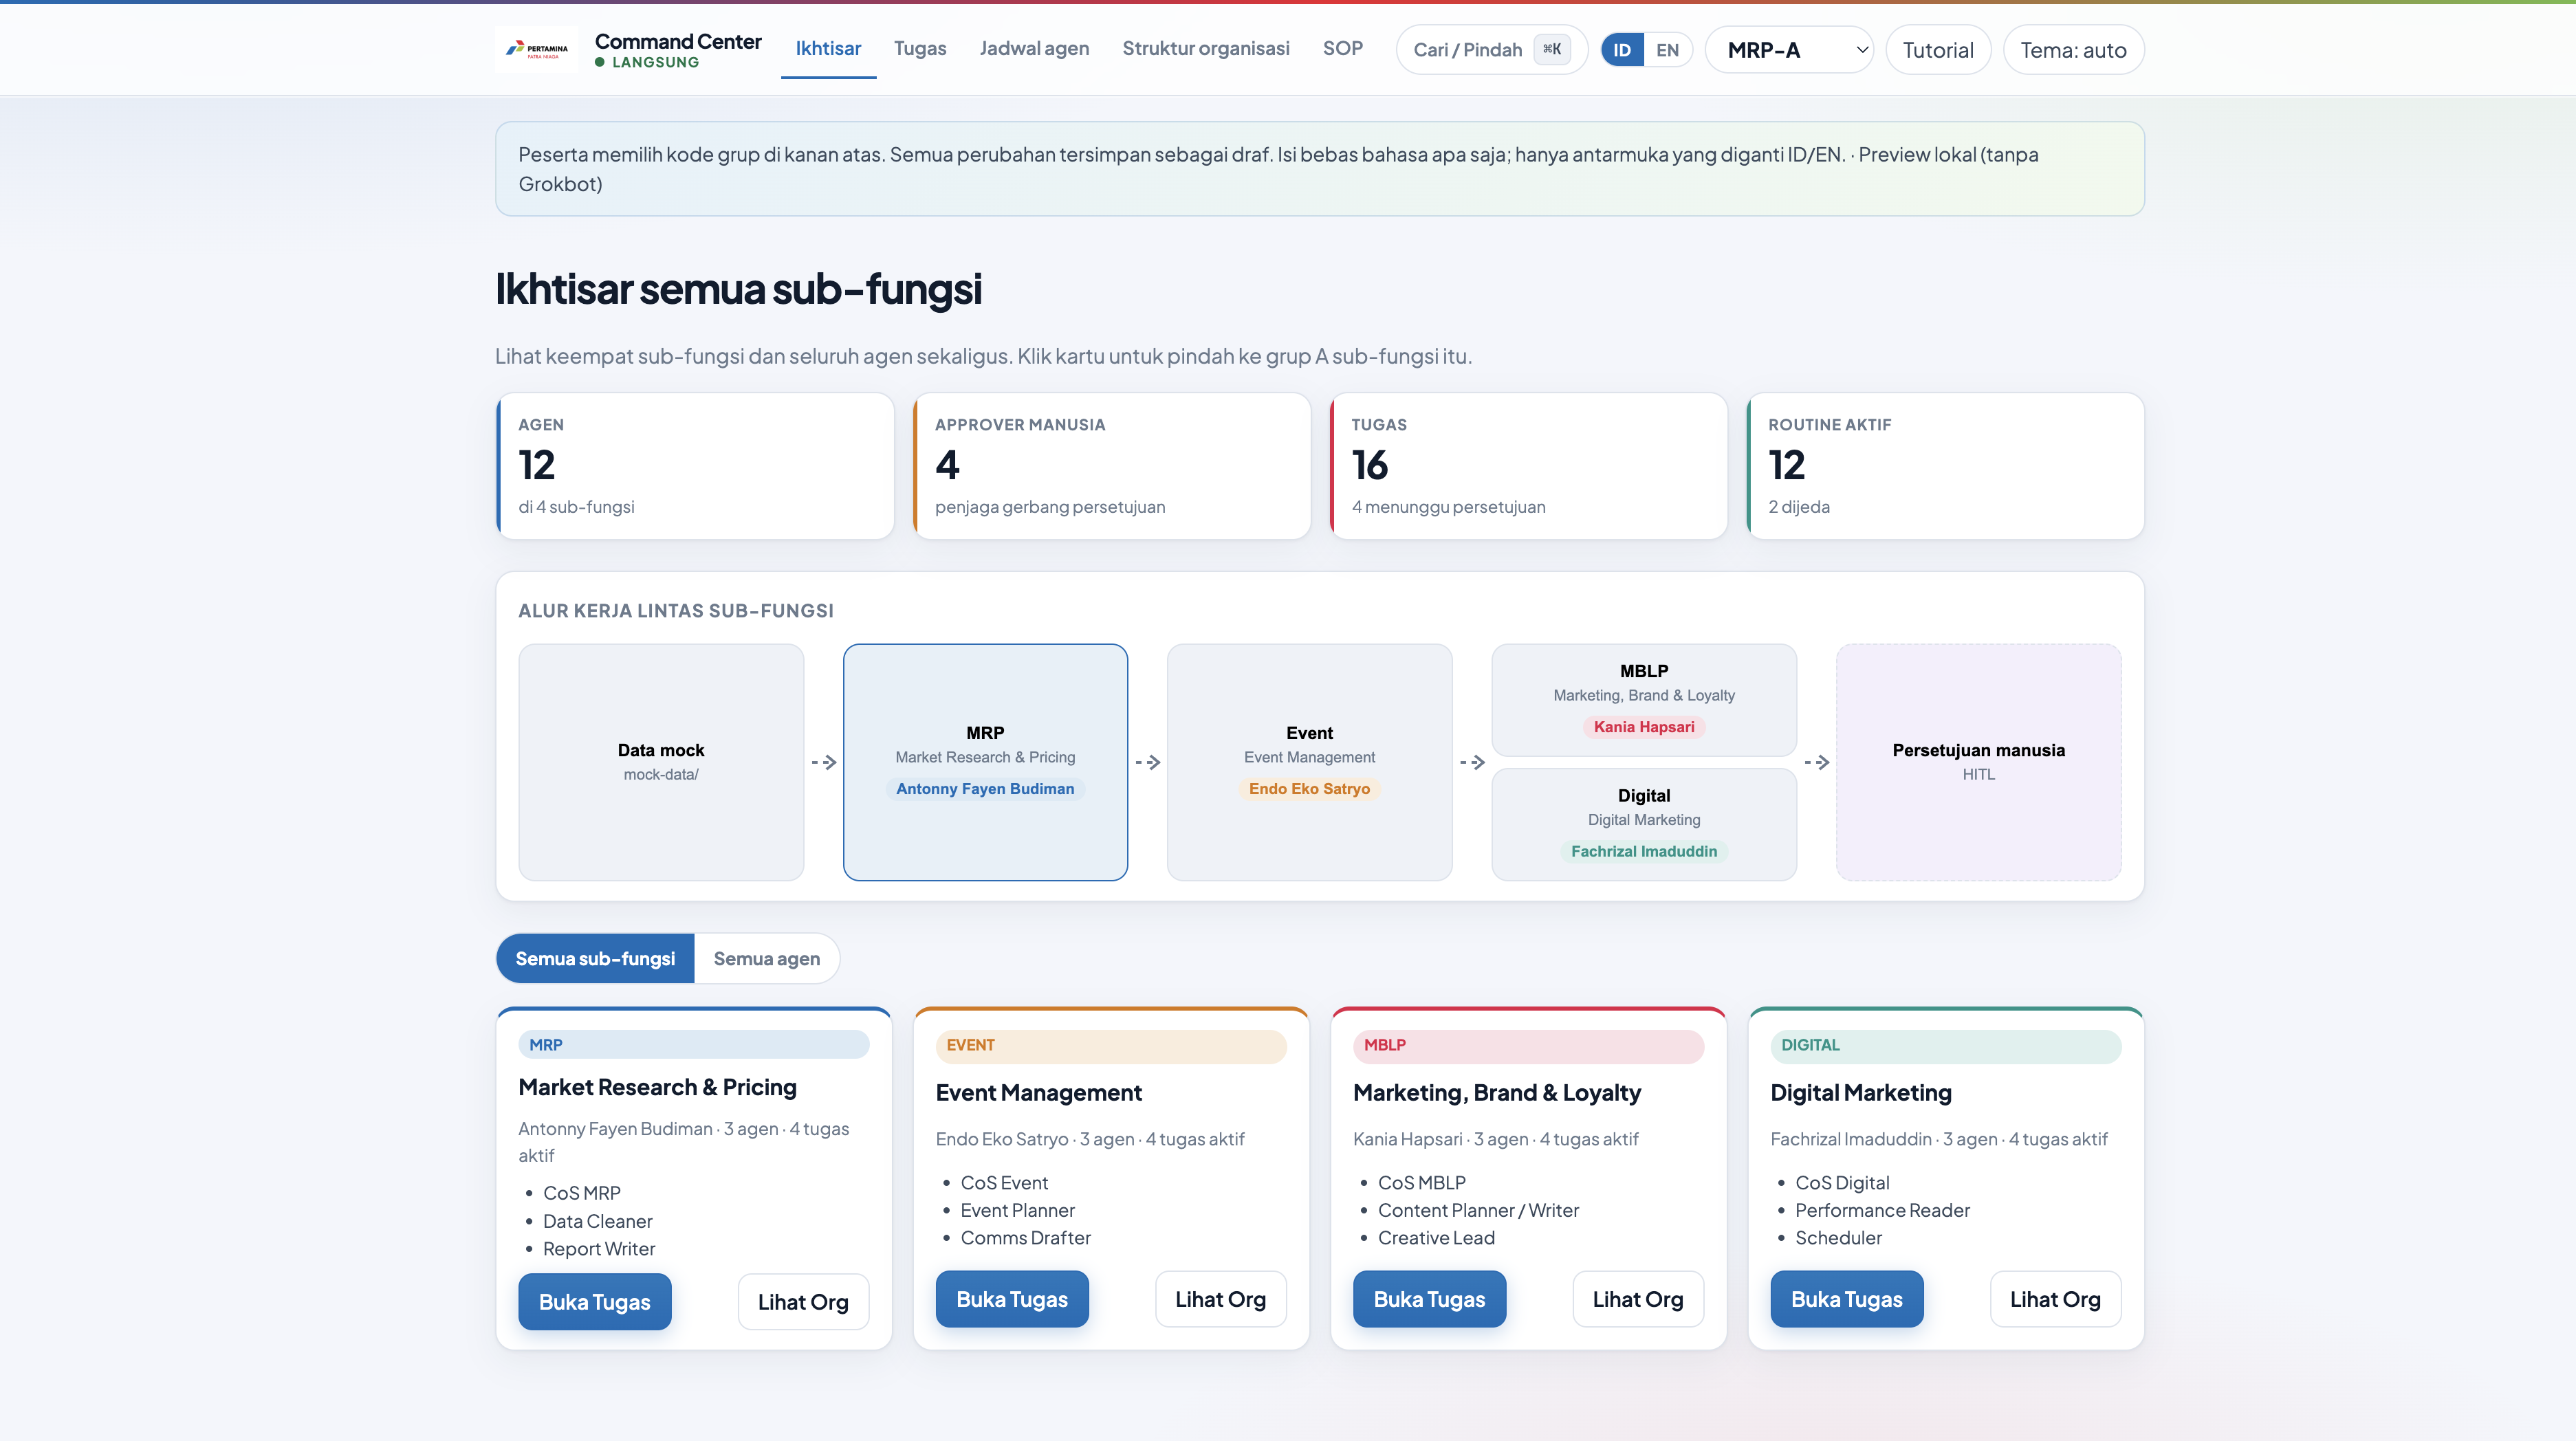 PERTAMINA
PATRA NIAGA
Command Center
LANGSUNG
Ikhtisar
Tugas
Jadwal agen
Struktur organisasi
SOP
Cari / Pindah ⌘K
ID EN
MRP-A
Tutorial
Tema: auto
Peserta memilih kode grup di kanan atas. Semua perubahan tersimpan sebagai draf. Isi bebas bahasa apa saja; hanya antarmuka yang diganti ID/EN. · Preview lokal (tanpa
Grokbot)
Ikhtisar semua sub-fungsi
Lihat keempat sub-fungsi dan seluruh agen sekaligus. Klik kartu untuk pindah ke grup A sub-fungsi itu.
AGEN
12
di 4 sub-fungsi
APPROVER MANUSIA
4
penjaga gerbang persetujuan
TUGAS
16
4 menunggu persetujuan
ROUTINE AKTIF
12
2 dijeda
ALUR KERJA LINTAS SUB-FUNGSI
Data mock
mock-data/
MRP
Market Research & Pricing
Antonny Fayen Budiman
Event
Event Management
Endo Eko Satryo
MBLP
Marketing, Brand & Loyalty
Kania Hapsari
Digital
Digital Marketing
Fachrizal Imaduddin
Persetujuan manusia
HITL
Semua sub-fungsi
Semua agen
MRP
Market Research & Pricing
Antonny Fayen Budiman · 3 agen · 4 tugas
aktif
• CoS MRP
• Data Cleaner
• Report Writer
Buka Tugas
Lihat Org
EVENT
Event Management
Endo Eko Satryo · 3 agen · 4 tugas aktif
• CoS Event
• Event Planner
• Comms Drafter
Buka Tugas
Lihat Org
MBLP
Marketing, Brand & Loyalty
Kania Hapsari · 3 agen · 4 tugas aktif
• CoS MBLP
• Content Planner / Writer
• Creative Lead
Buka Tugas
Lihat Org
DIGITAL
Digital Marketing
Fachrizal Imaduddin · 3 agen · 4 tugas aktif
• CoS Digital
• Performance Reader
• Scheduler
Buka Tugas
Lihat Org